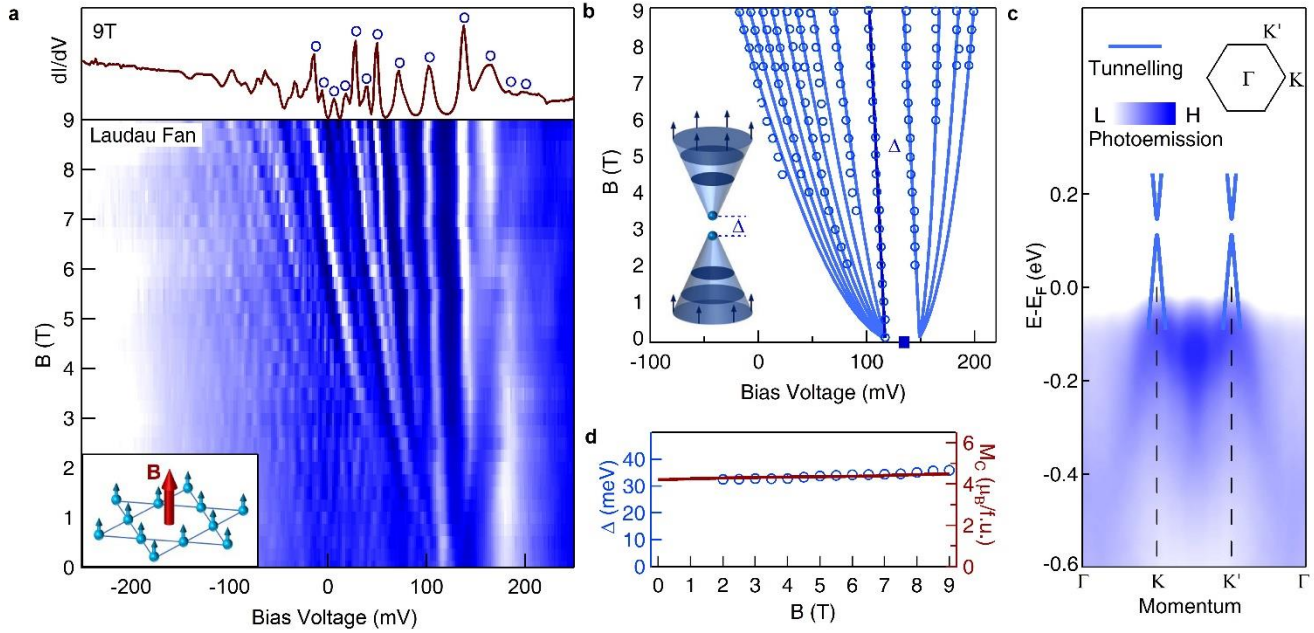 a
9T
dI/dV
Laudau Fan
B (T)
9
8
7
6
5
4
3
2
1
0
B
-200
-100
0
100
200
Bias Voltage (mV)
b
B (T)
9
8
7
6
5
4
3
2
1
0
Δ
Δ
-100
0
100
200
Bias Voltage (mV)
c
Tunnelling
K'
Γ
K
L
H
Photoemission
E-EF (eV)
0.2
0.0
-0.2
-0.4
-0.6
Γ
K
K'
Γ
Momentum
d
Δ (meV)
40
30
20
10
0
6
4
2
0
MC (μB/f.u.)
0 1 2 3 4 5 6 7 8 9
B (T)